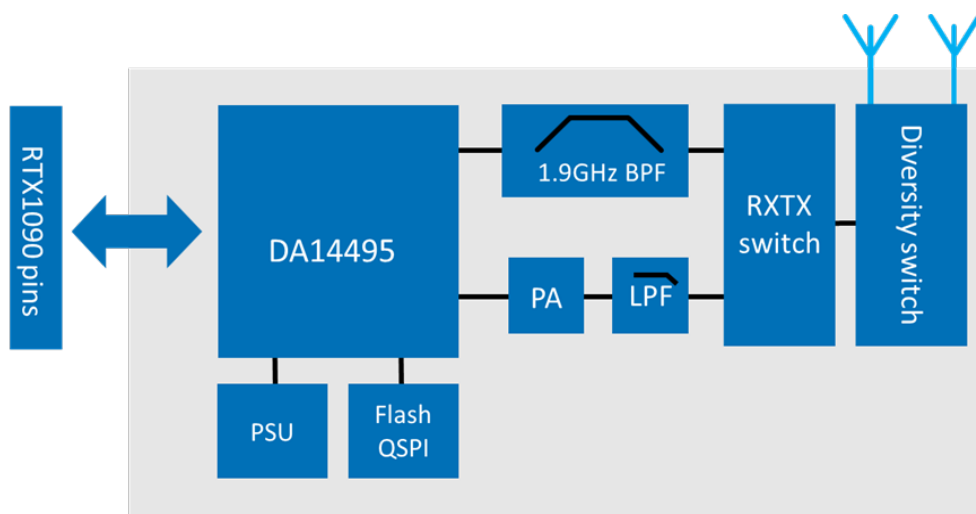 RTX1090 pins
DA14495
1.9GHz BPF
PA
LPF
RXTX
switch
Diversity switch
PSU
Flash
QSPI